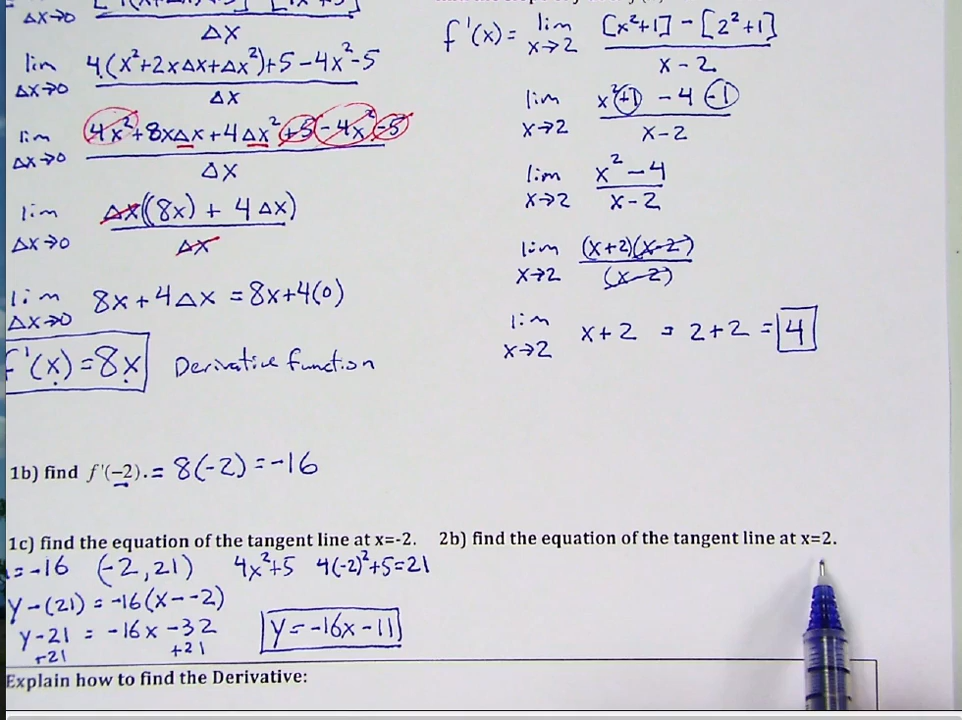 lim Δx→0 Δx
lim Δx→0 4(x²+2xΔx+Δx²)+5-4x²-5 / Δx
lim Δx→0 4x²+8xΔx+4Δx²+5-4x²-5 / Δx
lim Δx→0 Δx((8x)+4Δx) / Δx
lim Δx→0 8x+4Δx = 8x+4(0)
f'(x)=8x Derivative function
1b) find f'(-2). = 8(-2) = -16
1c) find the equation of the tangent line at x=-2.
=-16 (-2,21) 4x²+5 4(-2)²+5=21
y-(21) = -16(x--2)
y-21 = -16x-32
+21 +21
y=-16x-11
Explain how to find the Derivative:
f'(x)= lim x→2 [x²+1]-[2²+1] / x-2
lim x→2 x²+1-4-1 / x-2
lim x→2 x²-4 / x-2
lim x→2 (x+2)(x-2) / (x-2)
lim x→2 x+2 = 2+2 = 4
2b) find the equation of the tangent line at x=2.